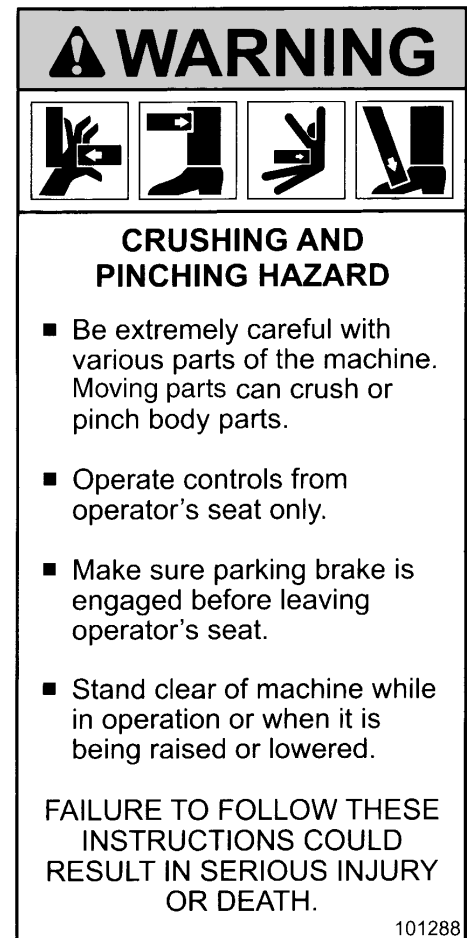 WARNING
CRUSHING AND
PINCHING HAZARD
■ Be extremely careful with
various parts of the machine.
Moving parts can crush or
pinch body parts.
■ Operate controls from
operator's seat only.
■ Make sure parking brake is
engaged before leaving
operator's seat.
■ Stand clear of machine while
in operation or when it is
being raised or lowered.
FAILURE TO FOLLOW THESE
INSTRUCTIONS COULD
RESULT IN SERIOUS INJURY
OR DEATH.
101288